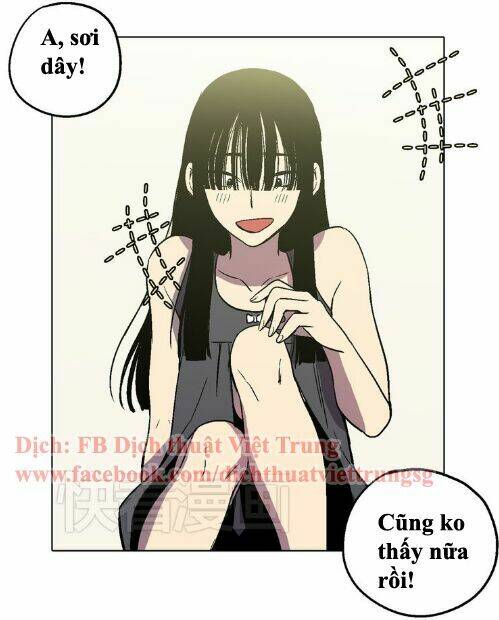 A, sơi
dây!
Dịch: FB Dịch thuật Việt Trung
www.facebook.com/dichthuatviettrungsg
快看漫画
Cũng ko
thấy nữa
rồi!